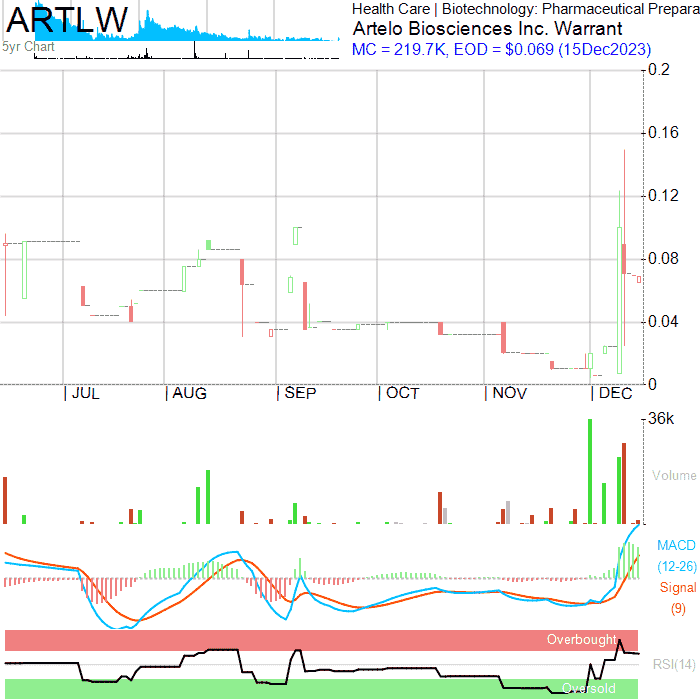 ARTLW
Health Care | Biotechnology: Pharmaceutical Prepara
Artelo Biosciences Inc. Warrant
5yr Chart
MC = 219.7K, EOD = $0.069 (15Dec2023)
0.2
0.16
0.12
0.08
0.04
0
| JUL | AUG | SEP | OCT | NOV | DEC
36k
Volume
MACD
(12-26)
Signal
(9)
Overbought
RSI(14)
Oversold